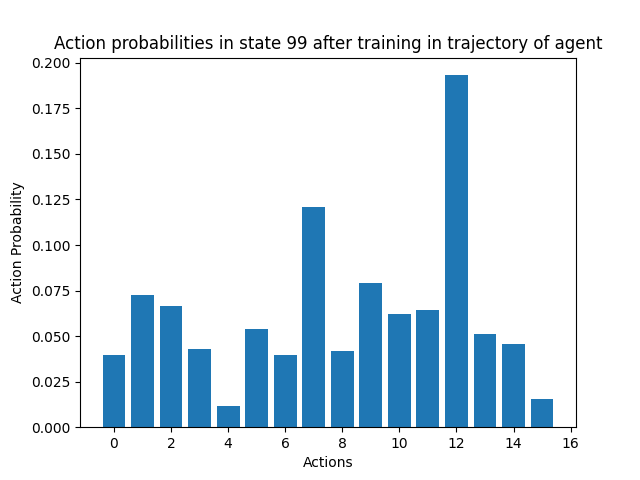 Action probabilities in state 99 after training in trajectory of agent
0.200
0.175
0.150
0.125
0.100
0.075
0.050
0.025
0.000
Action Probability
0 2 4 6 8 10 12 14 16
Actions